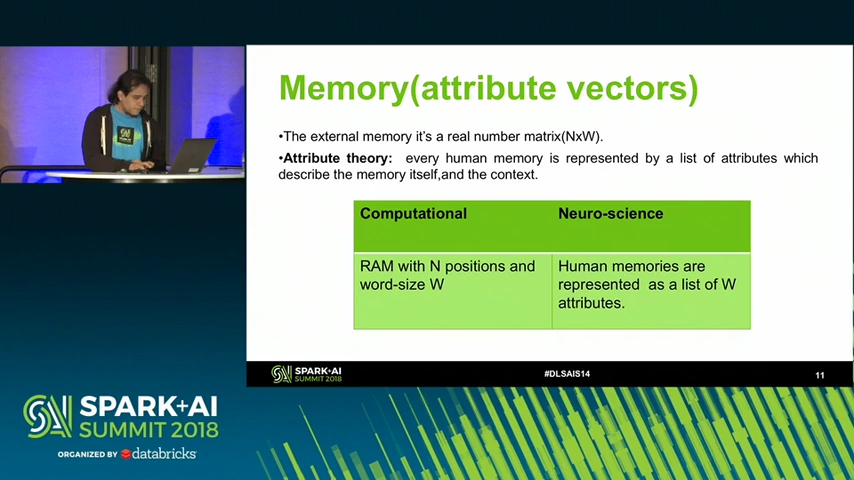 Memory(attribute vectors)
•The external memory it's a real number matrix(NxW).
•Attribute theory: every human memory is represented by a list of attributes which
describe the memory itself,and the context.
Computational
Neuro-science
RAM with N positions and
word-size W
Human memories are
represented as a list of W
attributes.
SPARK+AI
SUMMIT 2018
#DLSAIS14
11
SPARK+AI
SUMMIT 2018
ORGANIZED BY databricks